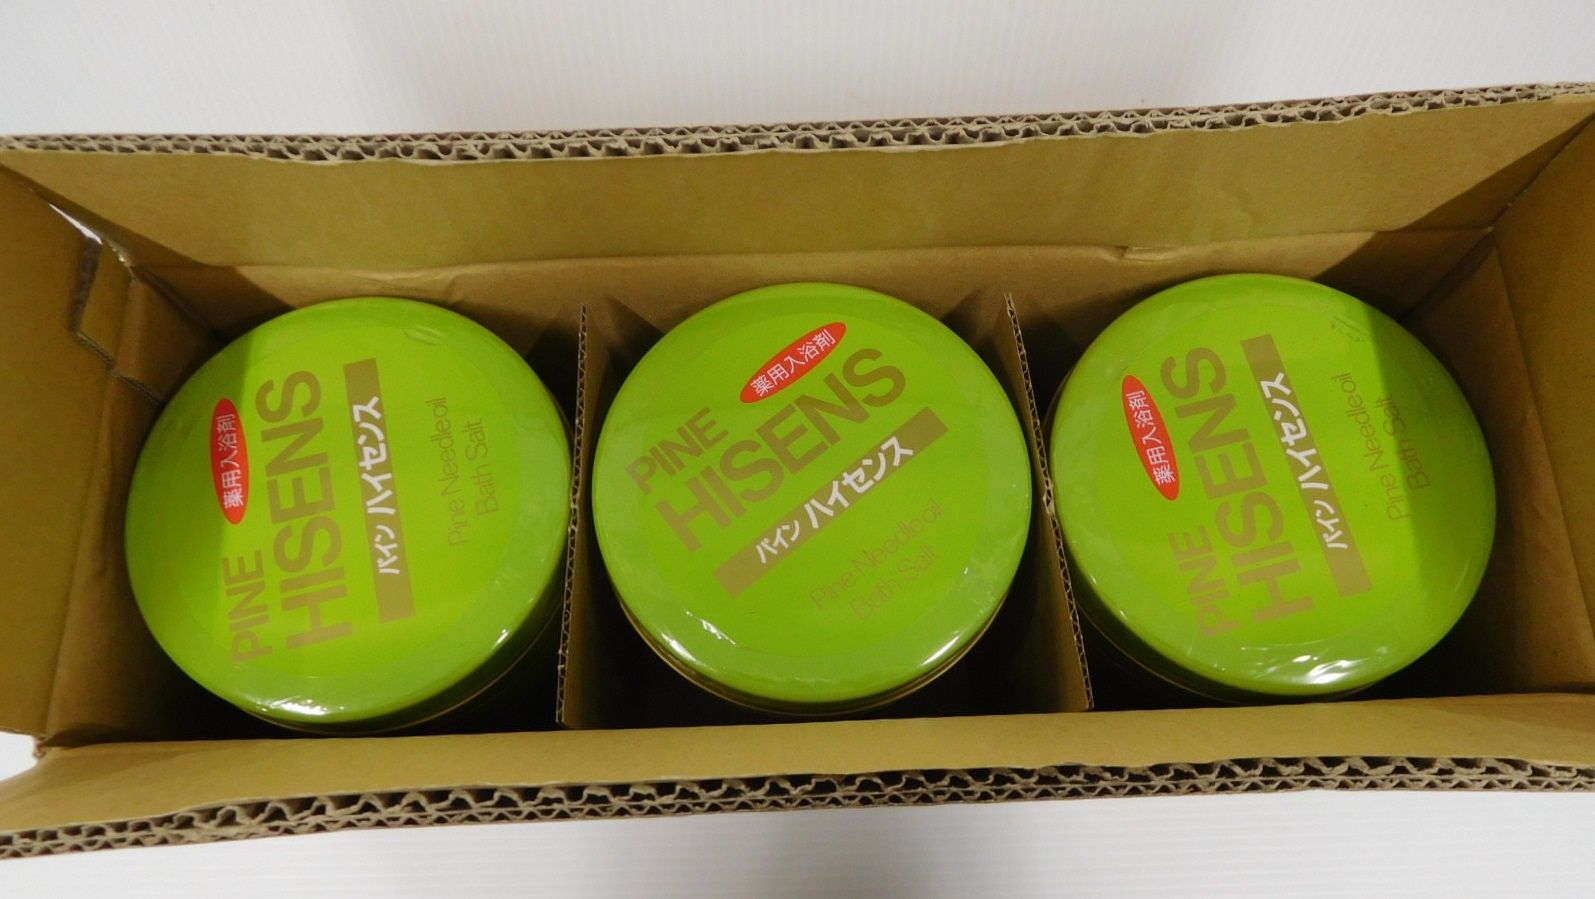 薬用入浴剤
PINE
HISENS
パイン ハイセンス
Pine Needleoil
Bath Salt
薬用入浴剤
PINE
HISENS
パイン ハイセンス
Pine Needleoil
Bath Salt
薬用入浴剤
PINE
HISENS
パイン ハイセンス
Pine Needleoil
Bath Salt